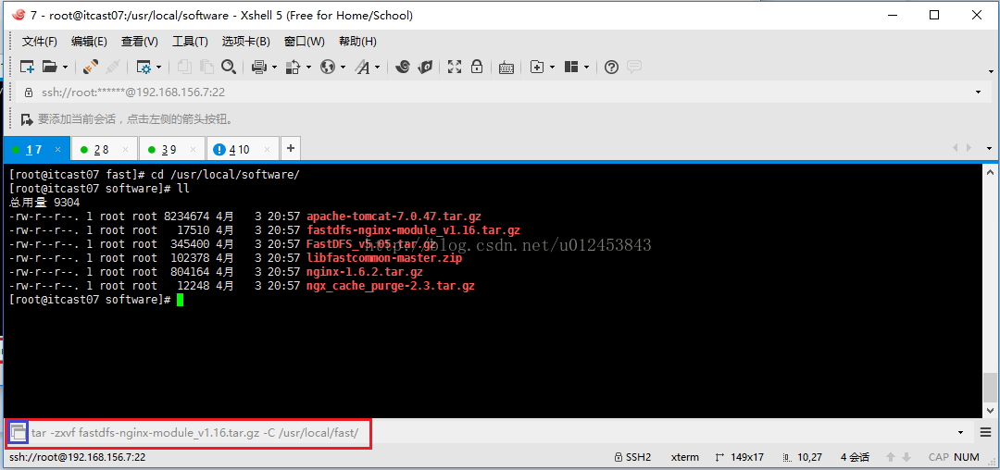 7 - root@itcast07:/usr/local/software - Xshell 5 (Free for Home/School)
文件(F) 编辑(E) 查看(V) 工具(T) 选项卡(B) 窗口(W) 帮助(H)
ssh://root:******@192.168.156.7:22
要添加当前会话，点击左侧的箭头按钮。
1 7 × 2 8 × 3 9 × 4 10 × +
[root@itcast07 fast]# cd /usr/local/software/
[root@itcast07 software]# ll
总用量 9304
-rw-r--r--. 1 root root 8234674 4月   3 20:57 apache-tomcat-7.0.47.tar.gz
-rw-r--r--. 1 root root   17510 4月   3 20:57 fastdfs-nginx-module_v1.16.tar.gz
-rw-r--r--. 1 root root  345400 4月   3 20:57 FastDFS_v5.05.tar.gz
http://blog.csdn.net/u012453843
-rw-r--r--. 1 root root  102378 4月   3 20:57 libfastcommon-master.zip
-rw-r--r--. 1 root root  804164 4月   3 20:57 nginx-1.6.2.tar.gz
-rw-r--r--. 1 root root   12248 4月   3 20:57 ngx_cache_purge-2.3.tar.gz
[root@itcast07 software]#
tar -zxvf fastdfs-nginx-module_v1.16.tar.gz -C /usr/local/fast/
ssh://root@192.168.156.7:22 SSH2 xterm 149x17 10,27 4 会话 CAP NUM